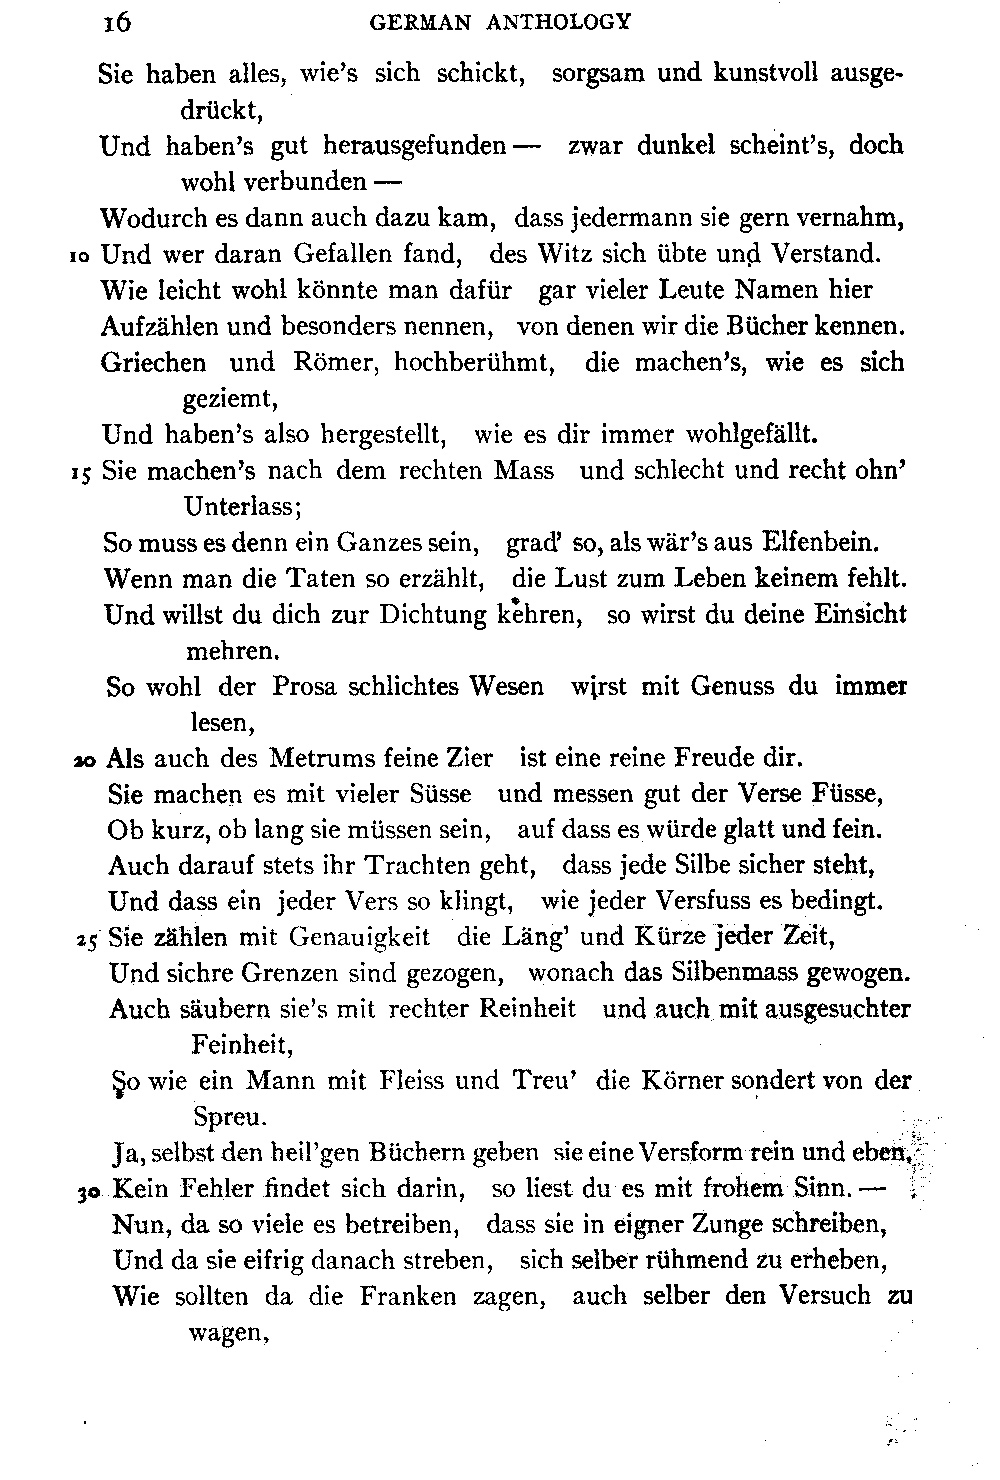 16 GERMAN ANTHOLOGY
Sie haben alles, wie's sich schickt, sorgsam und kunstvoll ausge-
drückt,
Und haben's gut herausgefunden — zwar dunkel scheint's, doch
wohl verbunden —
Wodurch es dann auch dazu kam, dass jedermann sie gern vernahm,
10 Und wer daran Gefallen fand, des Witz sich übte und Verstand.
Wie leicht wohl könnte man dafür gar vieler Leute Namen hier
Aufzählen und besonders nennen, von denen wir die Bücher kennen.
Griechen und Römer, hochberühmt, die machen's, wie es sich
geziemt,
Und haben's also hergestellt, wie es dir immer wohlgefällt.
15 Sie machen's nach dem rechten Mass und schlecht und recht ohn'
Unterlass;
So muss es denn ein Ganzes sein, grad' so, als wär's aus Elfenbein.
Wenn man die Taten so erzählt, die Lust zum Leben keinem fehlt.
Und willst du dich zur Dichtung kehren, so wirst du deine Einsicht
mehren.
So wohl der Prosa schlichtes Wesen wirst mit Genuss du immer
lesen,
20 Als auch des Metrums feine Zier ist eine reine Freude dir.
Sie machen es mit vieler Süsse und messen gut der Verse Füsse,
Ob kurz, ob lang sie müssen sein, auf dass es würde glatt und fein.
Auch darauf stets ihr Trachten geht, dass jede Silbe sicher steht,
Und dass ein jeder Vers so klingt, wie jeder Versfuss es bedingt.
25 Sie zählen mit Genauigkeit die Läng' und Kürze jeder Zeit,
Und sichre Grenzen sind gezogen, wonach das Silbenmass gewogen.
Auch säubern sie's mit rechter Reinheit und auch mit ausgesuchter
Feinheit,
So wie ein Mann mit Fleiss und Treu' die Körner sondert von der
Spreu.
Ja, selbst den heil'gen Büchern geben sie eine Versform rein und eben,
30 Kein Fehler findet sich darin, so liest du es mit frohem Sinn. —
Nun, da so viele es betreiben, dass sie in eigner Zunge schreiben,
Und da sie eifrig danach streben, sich selber rühmend zu erheben,
Wie sollten da die Franken zagen, auch selber den Versuch zu
wagen,